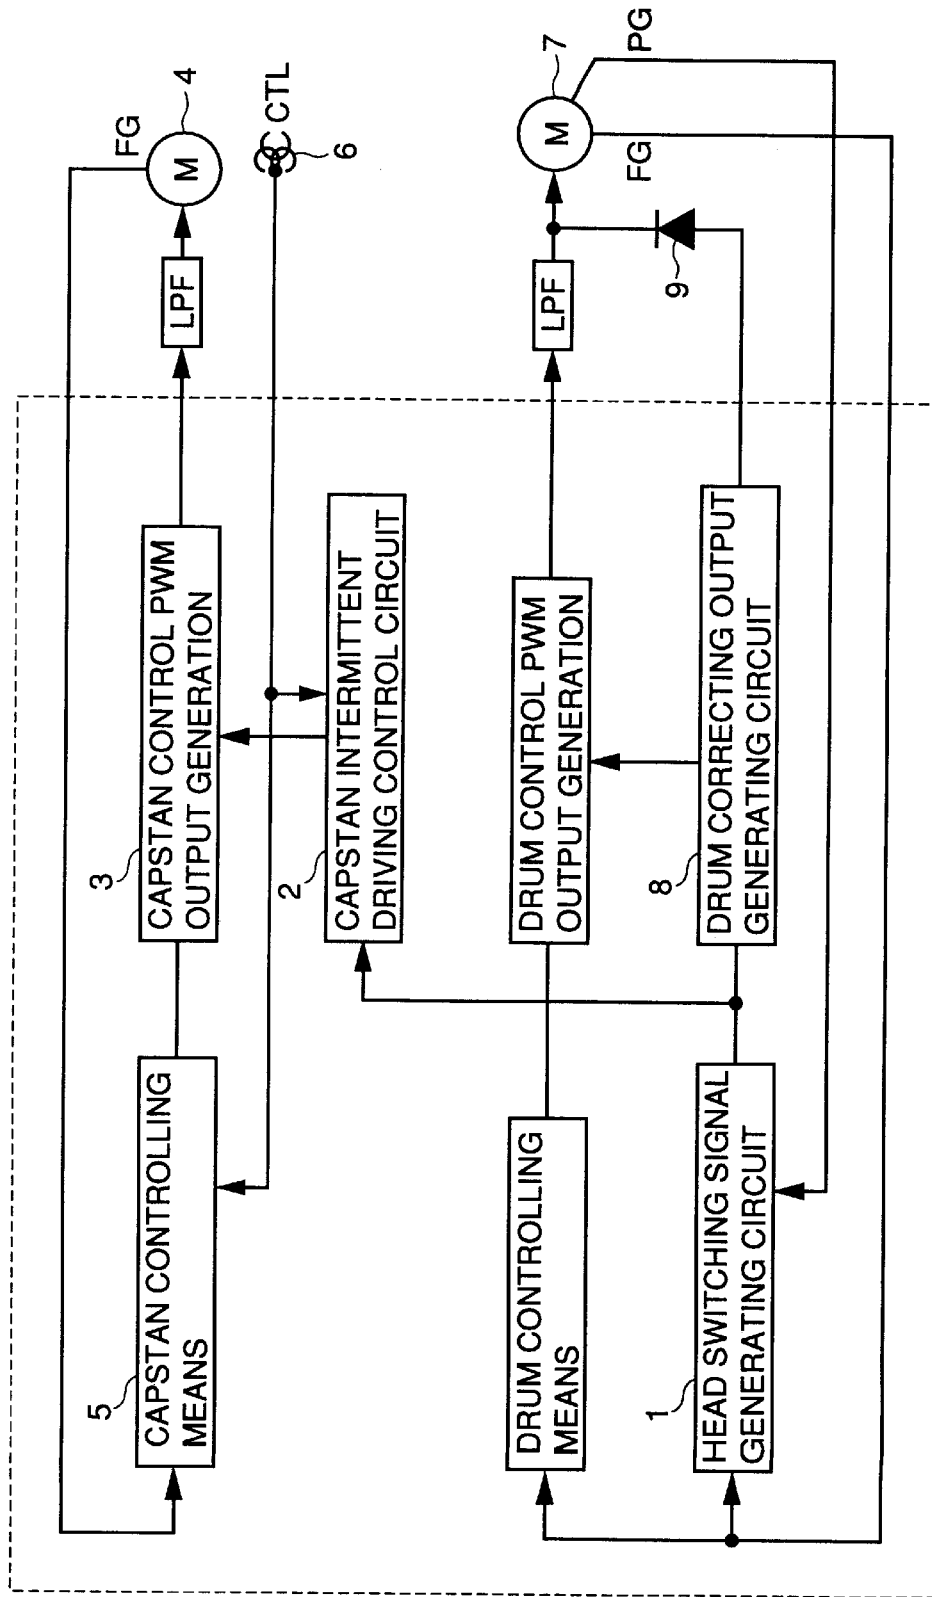 FG
4
M
LPF
CTL
6
3
CAPSTAN CONTROL PWM
OUTPUT GENERATION
5
CAPSTAN CONTROLLING
MEANS
2
CAPSTAN INTERMITTENT
DRIVING CONTROL CIRCUIT
7
PG
M
FG
LPF
9
DRUM CONTROL PWM
OUTPUT GENERATION
DRUM CONTROLLING
MEANS
8
DRUM CORRECTING OUTPUT
GENERATING CIRCUIT
1
HEAD SWITCHING SIGNAL
GENERATING CIRCUIT